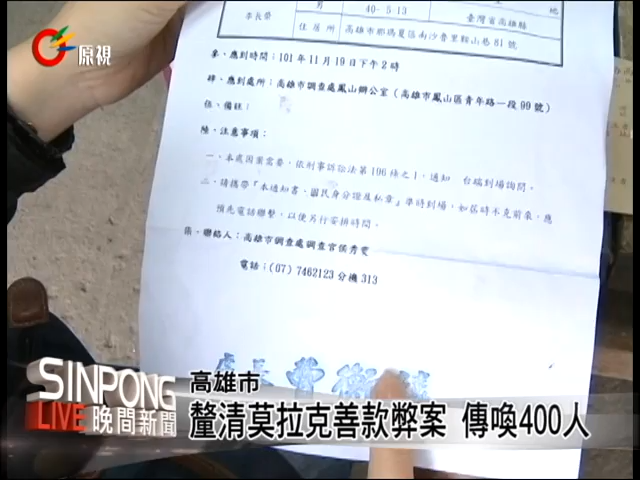 原視
李長榮
40-5-13
臺灣省高雄縣
地
住居所
高雄市那瑪夏區南沙魯里鞍山巷81號
、應到時間：101年11月19日下午2時
肆、應到處所：高雄市調查處鳳山辦公室（高雄市鳳山區青年路一段99號）
伍、備註：
陸、注意事項：
一、本處因案需要，依刑事訴訟法第196條之1，通知 台端到場詢問。
二、請攜帶『本通知書、國民身分證及私章』準時到場，如屆時不克前來，應
預先電話聯繫，以便另行安排時間。
、聯絡人：高雄市調查處調查官侯秀
電話：(07) 7462123 分機 313
處長
SINPONG
LIVE 晚間新聞
高雄市
釐清莫拉克善款弊案 傳喚400人